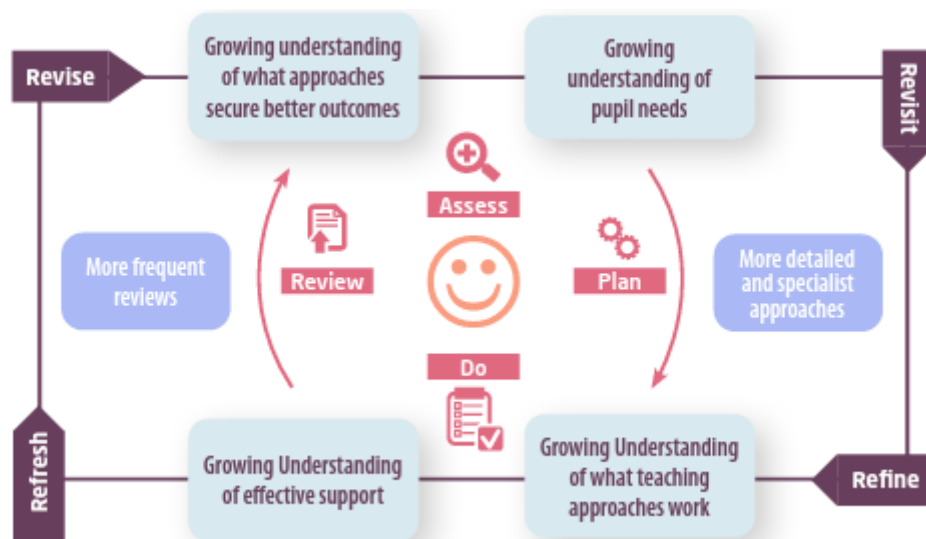 Revise
Growing understanding
of what approaches
secure better outcomes
Growing
understanding of
pupil needs
Revisit
Assess
Review
Plan
More frequent
reviews
More detailed
and specialist
approaches
Do
Refresh
Growing Understanding
of effective support
Growing Understanding
of what teaching
approaches work
Refine